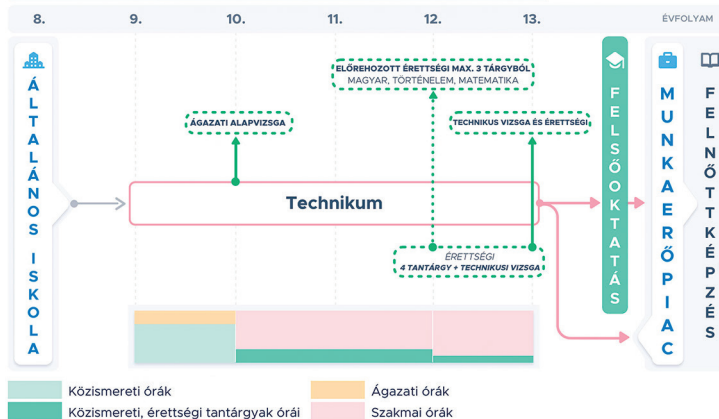 8. 9. 10. 11. 12. 13. ÉVFOLYAM
ÁLTALÁNOS ISKOLA
ELŐREHOZOTT ÉRETTSÉGI MAX. 3 TÁRGYBÓL
MAGYAR, TÖRTÉNELEM, MATEMATIKA
ÁGAZATI ALAPVIZSGA
TECHNIKUS VIZSGA ÉS ÉRETTSÉGI
Technikum
ÉRETTSÉGI
4 TANTÁRGY + TECHNIKUSI VIZSGA
FELSŐOKTATÁS
MUNKAERŐPIAC
FELNŐTTKÉPZÉS
Közismereti órák
Ágazati órák
Közismereti, érettségi tantárgyak órái
Szakmai órák